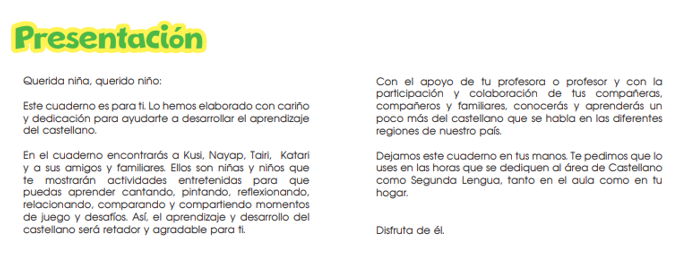 Presentación
Querida niña, querido niño:
Este cuaderno es para ti. Lo hemos elaborado con cariño
y dedicación para ayudarte a desarrollar el aprendizaje
del castellano.
En el cuaderno encontrarás a Kusi, Nayap, Tairi, Katari
y a sus amigos y familiares. Ellos son niñas y niños que
te mostrarán actividades entretenidas para que
puedas aprender cantando, pintando, reflexionando,
relacionando, comparando y compartiendo momentos
de juego y desafíos. Así, el aprendizaje y desarrollo del
castellano será retador y agradable para ti.
Con el apoyo de tu profesora o profesor y con la
participación y colaboración de tus compañeras,
compañeros y familiares, conocerás y aprenderás un
poco más del castellano que se habla en las diferentes
regiones de nuestro país.
Dejamos este cuaderno en tus manos. Te pedimos que lo
uses en las horas que se dediquen al área de Castellano
como Segunda Lengua, tanto en el aula como en tu
hogar.
Disfruta de él.